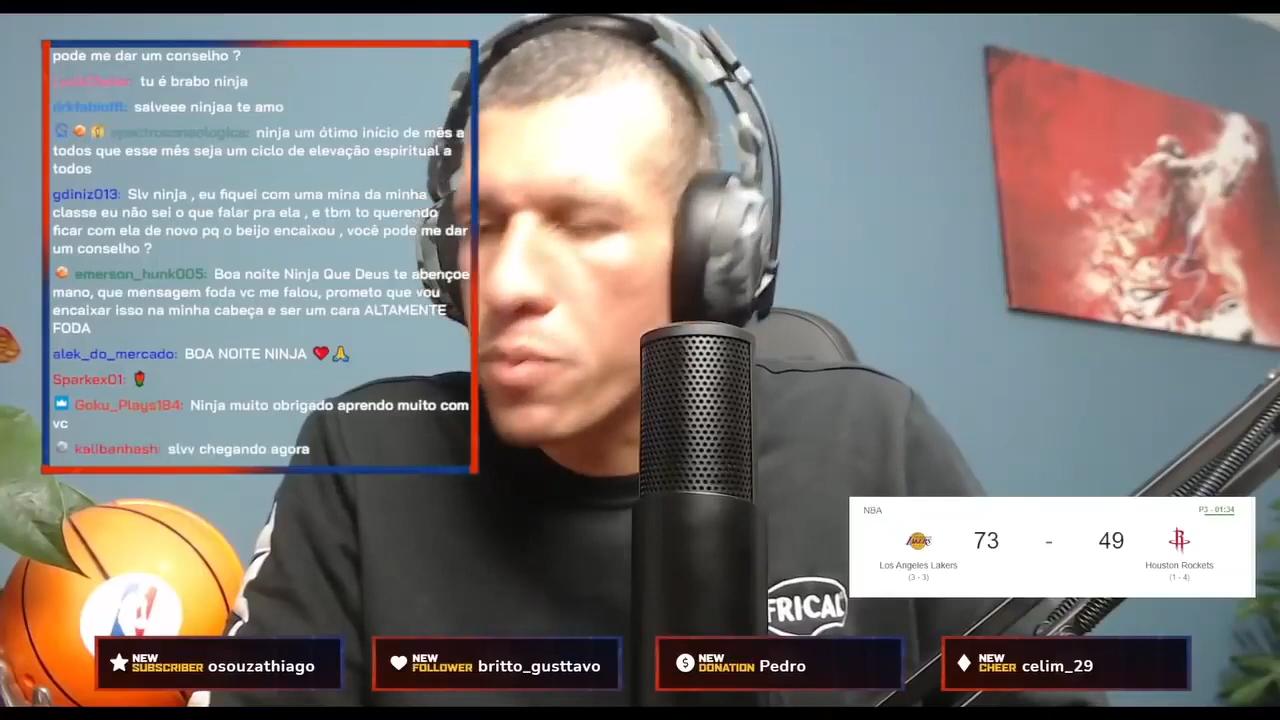 pode me dar um conselho ?
tu é brabo ninja
salveee ninjaa te amo
ninja um ótimo início de mês a
todos que esse mês seja um ciclo de elevação espiritual a
todos
gdiniz013: Slv ninja , eu fiquei com uma mina da minha
classe eu não sei o que falar pra ela , e tbm to querendo
ficar com ela de novo pq o beijo encaixou , você pode me dar
um conselho ?
emerson_hunk005: Boa noite Ninja Que Deus te abençoe
mano, que mensagem foda vc me falou, prometo que vou
encaixar isso na minha cabeça e ser um cara ALTAMENTE
FODA
alek_do_mercado: BOA NOITE NINJA ❤️🙏
Sparkex01: 🌹
Goku_Plays184: Ninja muito obrigado aprendo muito com
vc
kalibanhash: slvv chegando agora
NBA
P3 - 01:34
LAKERS
73 - 49
Los Angeles Lakers
Houston Rockets
(3 - 3)
(1 - 4)
FRICAL
NEW
SUBSCRIBER osouzathiago
NEW
FOLLOWER britto_gusttavo
NEW
DONATION Pedro
NEW
CHEER celim_29